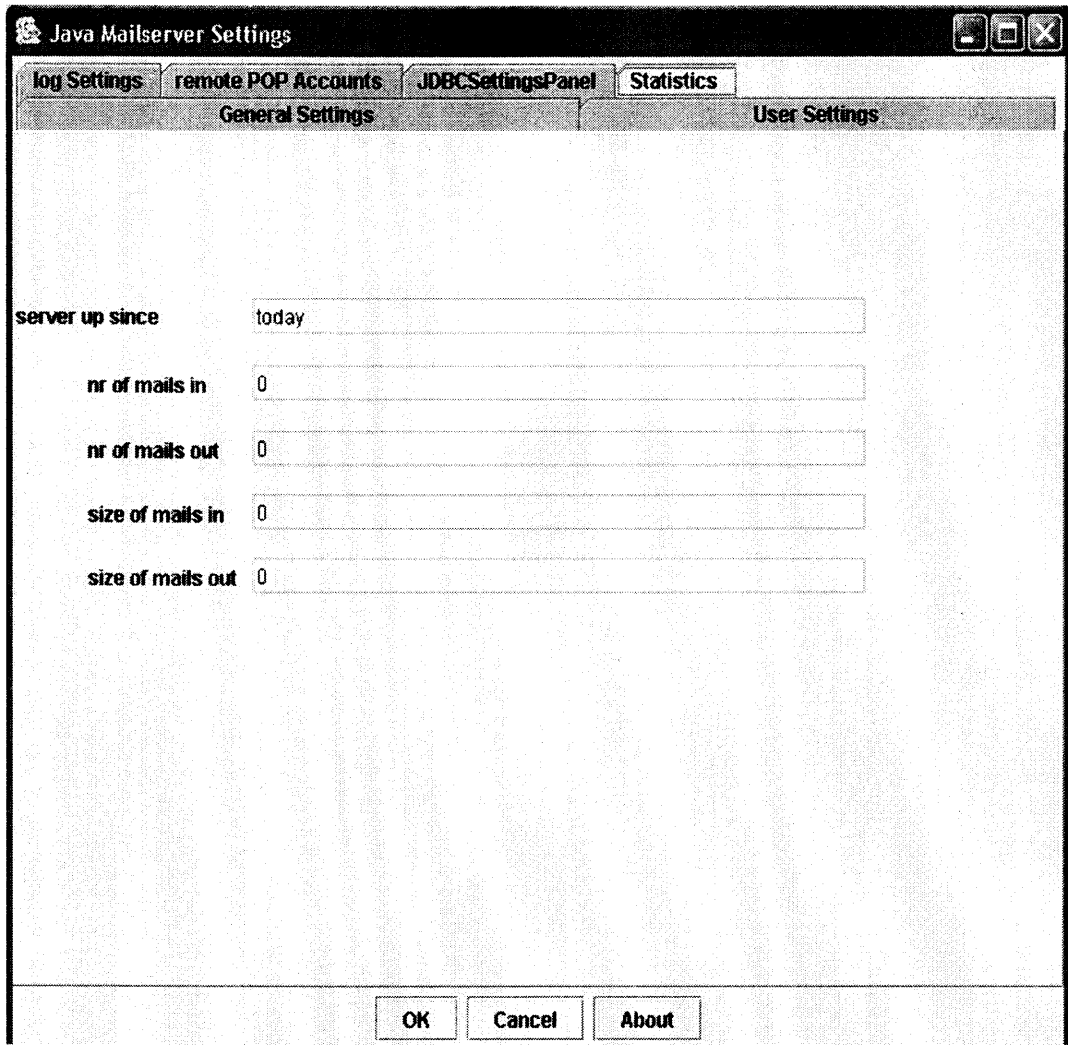 Java Mailserver Settings
log Settings remote POP Accounts JDBCSettingsPanel Statistics
General Settings User Settings
server up since today
nr of mails in 0
nr of mails out 0
size of mails in 0
size of mails out 0
OK Cancel About